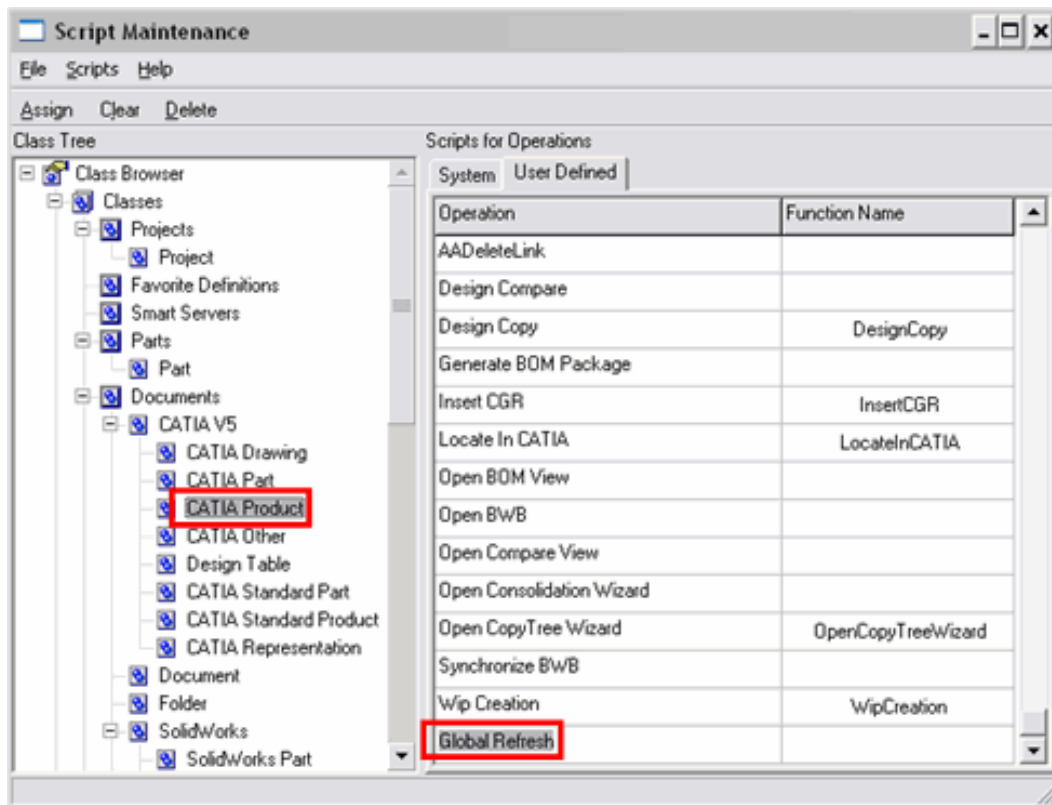 Script Maintenance
File Scripts Help
Assign Clear Delete
Class Tree
Class Browser
Classes
Projects
Project
Favorite Definitions
Smart Servers
Parts
Part
Documents
CATIA V5
CATIA Drawing
CATIA Part
CATIA Product
CATIA Other
Design Table
CATIA Standard Part
CATIA Standard Product
CATIA Representation
Document
Folder
SolidWorks
SolidWorks Part
Scripts for Operations
System User Defined
Operation Function Name
AADeleteLink
Design Compare
Design Copy DesignCopy
Generate BOM Package
Insert CGR InsertCGR
Locate In CATIA LocateInCATIA
Open BOM View
Open BWB
Open Compare View
Open Consolidation Wizard
Open CopyTree Wizard OpenCopyTreeWizard
Synchronize BWB
Wip Creation WipCreation
Global Refresh